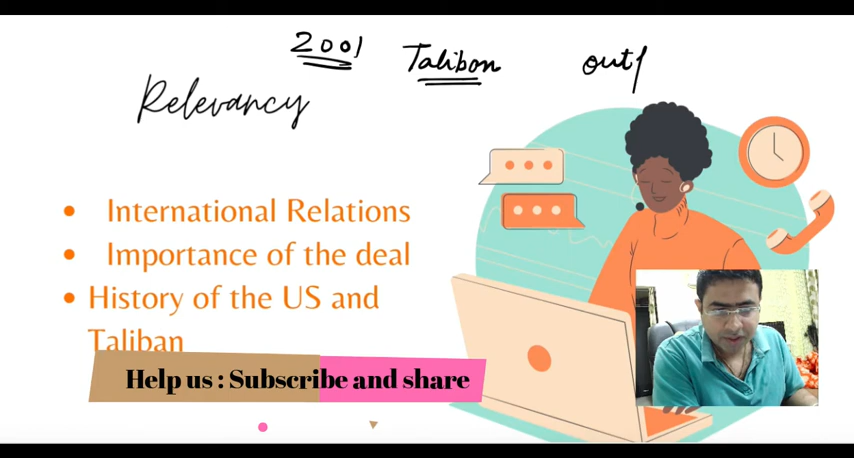 2001 Talibon outf
Relevancy
International Relations
Importance of the deal
History of the US and
Taliban
Help us : Subscribe and share